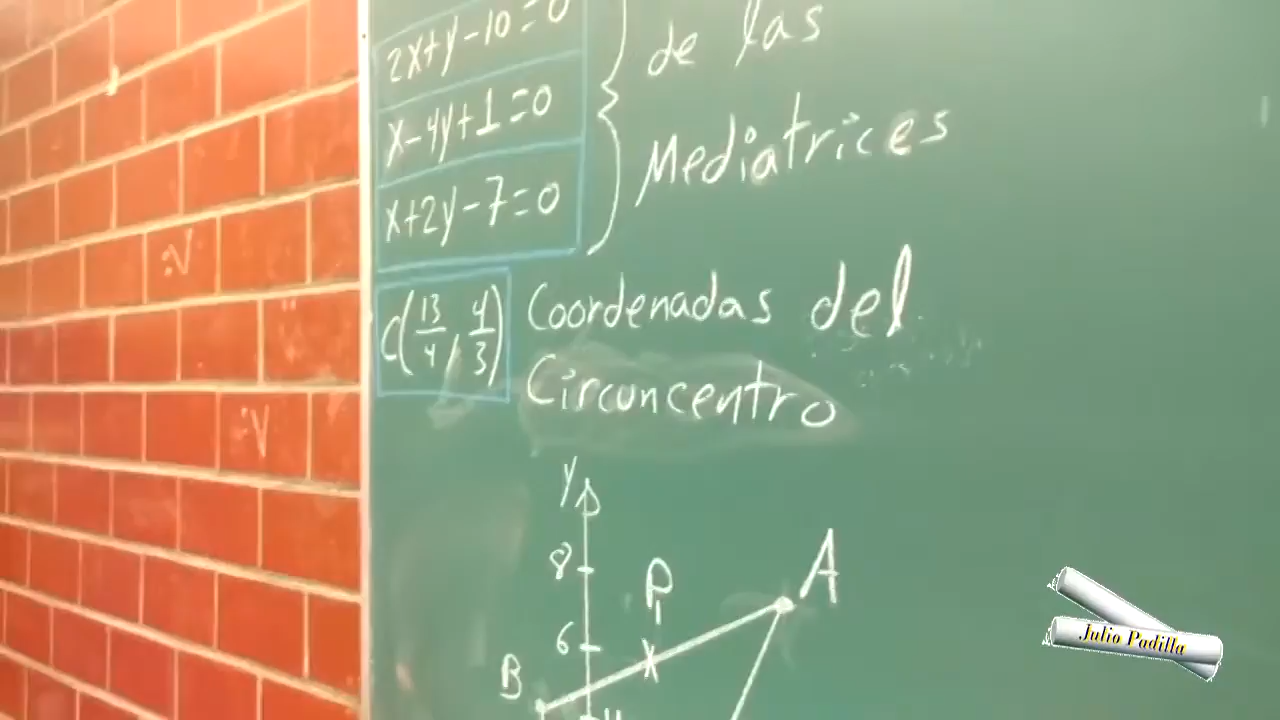 2x+y-10=0
x-4y+1=0
x+2y-7=0
de las
Mediatrices
C(13/4, 4/3)
Coordenadas del
Circuncentro
y
8
6
P1
A
B
:V
:V
Julio Padilla